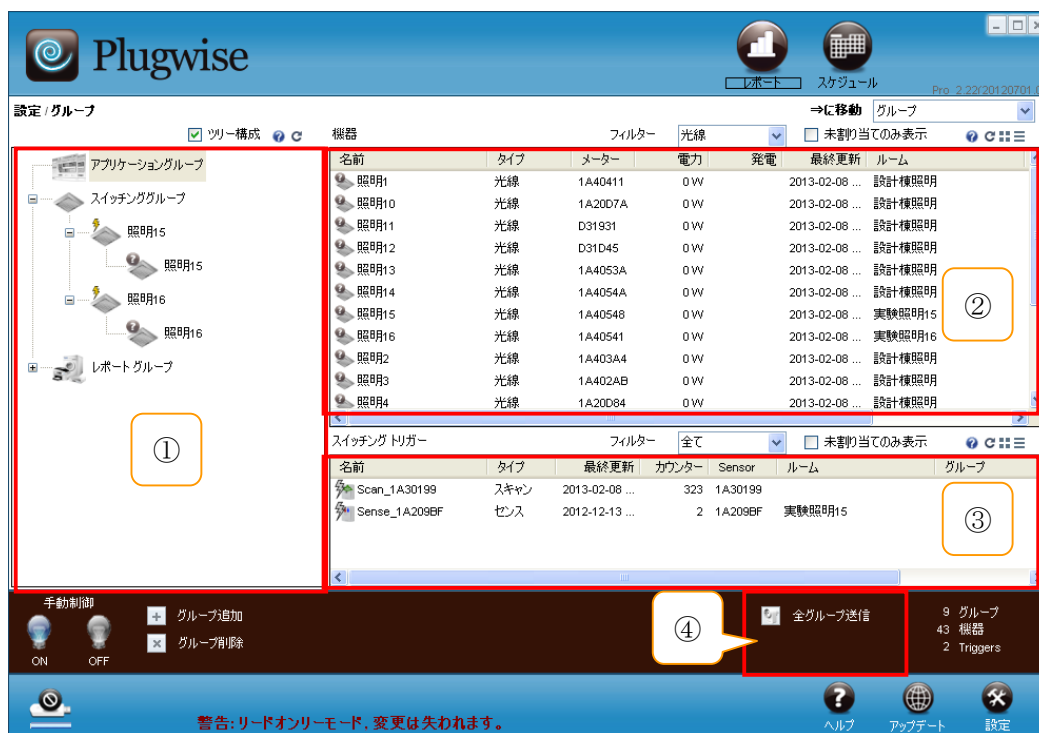 Plugwise
レポート
スケジュール
Pro 2.22/20120701.0
設定 / グループ
⇒に移動 グループ
ツリー構成
機器 フィルター 光線 未割り当てのみ表示
アプリケーショングループ
スイッチンググループ
照明15
照明15
照明16
照明16
レポート グループ
①
名前 タイプ メーター 電力 発電 最終更新 ルーム
照明1 光線 1A40411 0 W 2013-02-08 ... 設計棟照明
照明10 光線 1A20D7A 0 W 2013-02-08 ... 設計棟照明
照明11 光線 D31931 0 W 2013-02-08 ... 設計棟照明
照明12 光線 D31D45 0 W 2013-02-08 ... 設計棟照明
照明13 光線 1A4053A 0 W 2013-02-08 ... 設計棟照明
照明14 光線 1A4054A 0 W 2013-02-08 ... 設計棟照明
照明15 光線 1A40548 0 W 2013-02-08 ... 実験照明15
照明16 光線 1A40541 0 W 2013-02-08 ... 実験照明16
照明2 光線 1A403A4 0 W 2013-02-08 ... 設計棟照明
照明3 光線 1A402AB 0 W 2013-02-08 ... 設計棟照明
照明4 光線 1A20D84 0 W 2013-02-08 ... 設計棟照明
②
スイッチング トリガー フィルター 全て 未割り当てのみ表示
名前 タイプ 最終更新 カウンター Sensor ルーム グループ
Scan_1A30199 スキャン 2013-02-08 ... 323 1A30199
Sense_1A209BF センス 2012-12-13 ... 2 1A209BF 実験照明15
③
手動制御
ON OFF
グループ追加
グループ削除
④
全グループ送信
9 グループ
43 機器
2 Triggers
警告:リードオンリーモード. 変更は失われます。
ヘルプ アップデート 設定